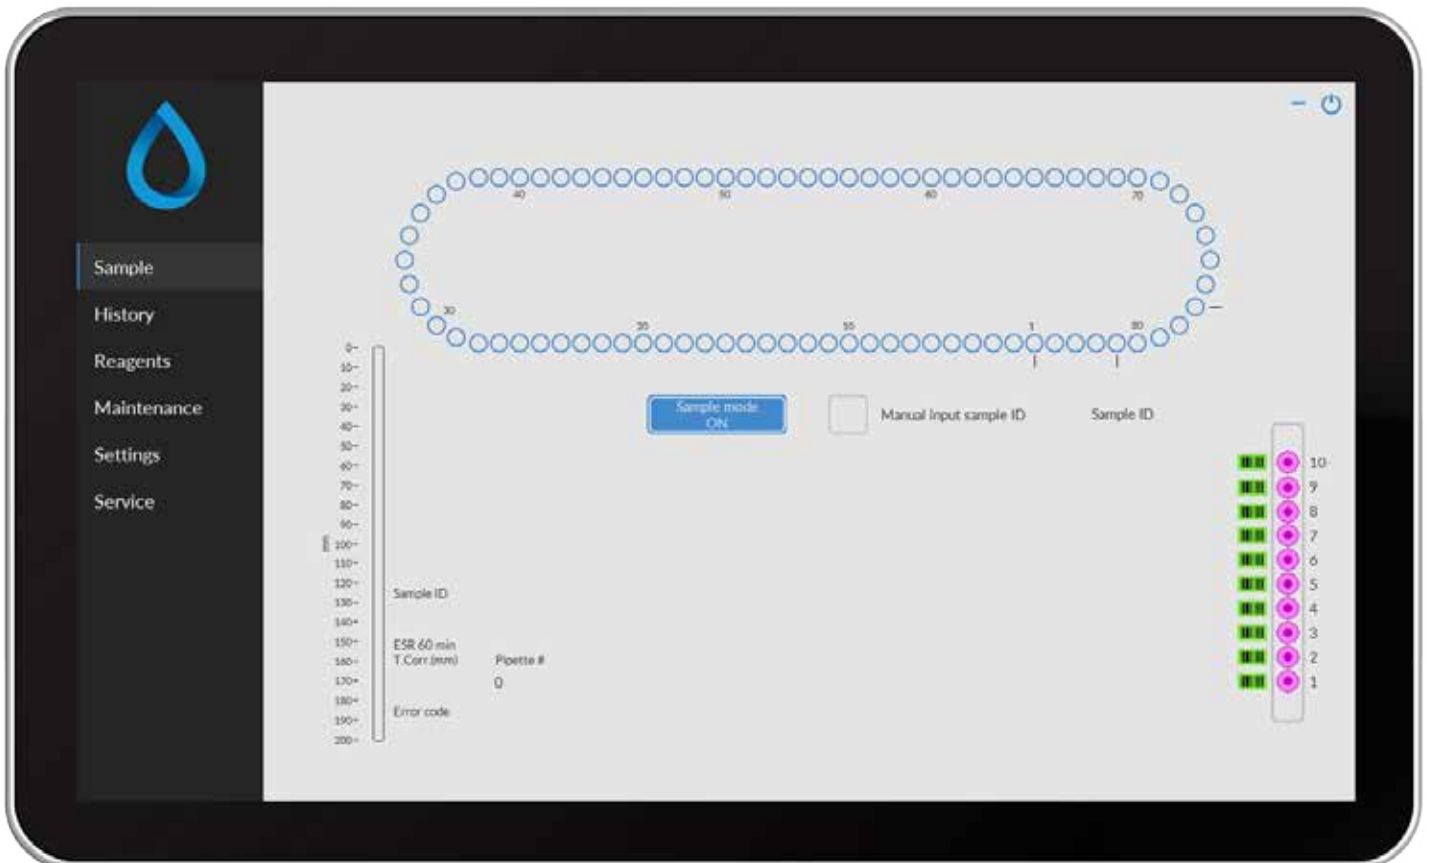 Sample
History
Reagents
Maintenance
Settings
Service
40
50
60
70
30
20
10
1
80
0-
10-
20-
30-
40-
50-
60-
70-
80-
90-
100-
110-
120-
130-
140-
150-
160-
170-
180-
190-
200-
mm
Sample mode
ON
Manual input sample ID
Sample ID
Sample ID
ESR 60 min
T.Corr.(mm)
Pipette #
0
Error code
10
9
8
7
6
5
4
3
2
1